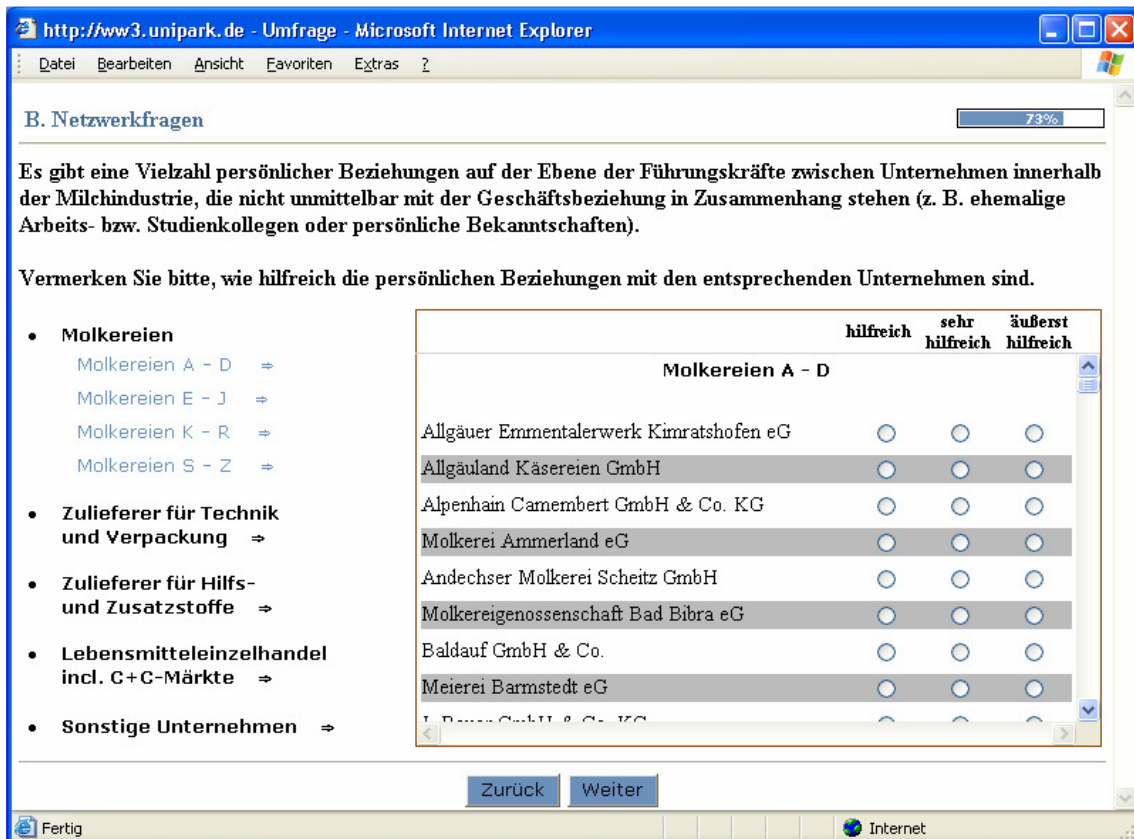 http://ww3.unipark.de - Umfrage - Microsoft Internet Explorer
Datei Bearbeiten Ansicht Favoriten Extras ?
B. Netzwerkfragen
73%
Es gibt eine Vielzahl persönlicher Beziehungen auf der Ebene der Führungskräfte zwischen Unternehmen innerhalb
der Milchindustrie, die nicht unmittelbar mit der Geschäftsbeziehung in Zusammenhang stehen (z. B. ehemalige
Arbeits- bzw. Studienkollegen oder persönliche Bekanntschaften).
Vermerken Sie bitte, wie hilfreich die persönlichen Beziehungen mit den entsprechenden Unternehmen sind.
• Molkereien
Molkereien A - D ⇒
Molkereien E - J ⇒
Molkereien K - R ⇒
Molkereien S - Z ⇒
• Zulieferer für Technik
und Verpackung ⇒
• Zulieferer für Hilfs-
und Zusatzstoffe ⇒
• Lebensmitteleinzelhandel
incl. C+C-Märkte ⇒
• Sonstige Unternehmen ⇒
hilfreich
sehr
hilfreich
äußerst
hilfreich
Molkereien A - D
Allgäuer Emmentalerwerk Kimratshofen eG
Allgäuland Käsereien GmbH
Alpenhain Camembert GmbH & Co. KG
Molkerei Ammerland eG
Andechser Molkerei Scheitz GmbH
Molkereigenossenschaft Bad Bibra eG
Baldauf GmbH & Co.
Meierei Barmstedt eG
GmbH & Co. KG
Zurück Weiter
Fertig
Internet